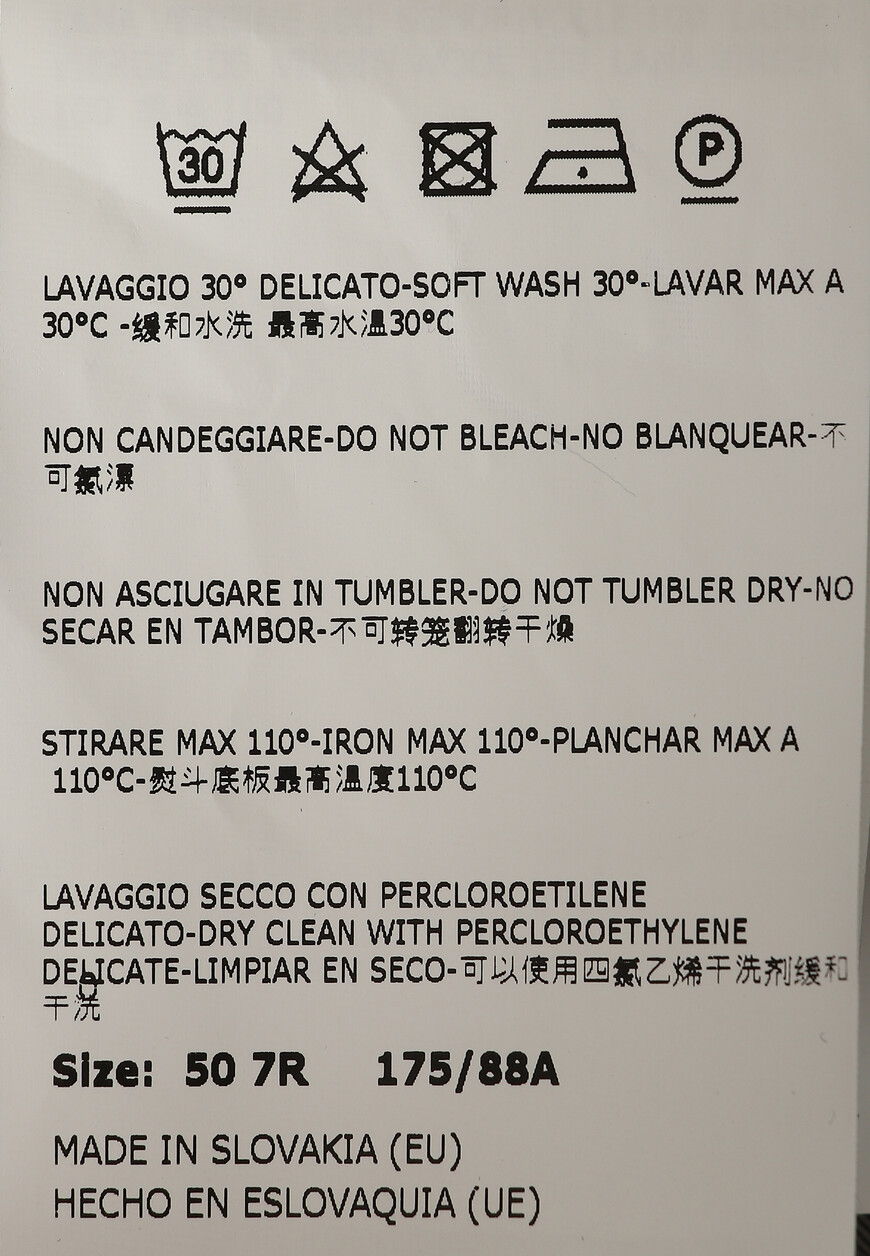 30 P
LAVAGGIO 30° DELICATO-SOFT WASH 30°-LAVAR MAX A
30°C -缓和水洗 最高水温30°C
NON CANDEGGIARE-DO NOT BLEACH-NO BLANQUEAR-不
可氯漂
NON ASCIUGARE IN TUMBLER-DO NOT TUMBLER DRY-NO
SECAR EN TAMBOR-不可转笼翻转干燥
STIRARE MAX 110°-IRON MAX 110°-PLANCHAR MAX A
110°C-熨斗底板最高温度110°C
LAVAGGIO SECCO CON PERCLOROETILENE
DELICATO-DRY CLEAN WITH PERCLOROETHYLENE
DELICATE-LIMPIAR EN SECO-可以使用四氯乙烯干洗剂缓和
干洗
Size: 50 7R 175/88A
MADE IN SLOVAKIA (EU)
HECHO EN ESLOVAQUIA (UE)